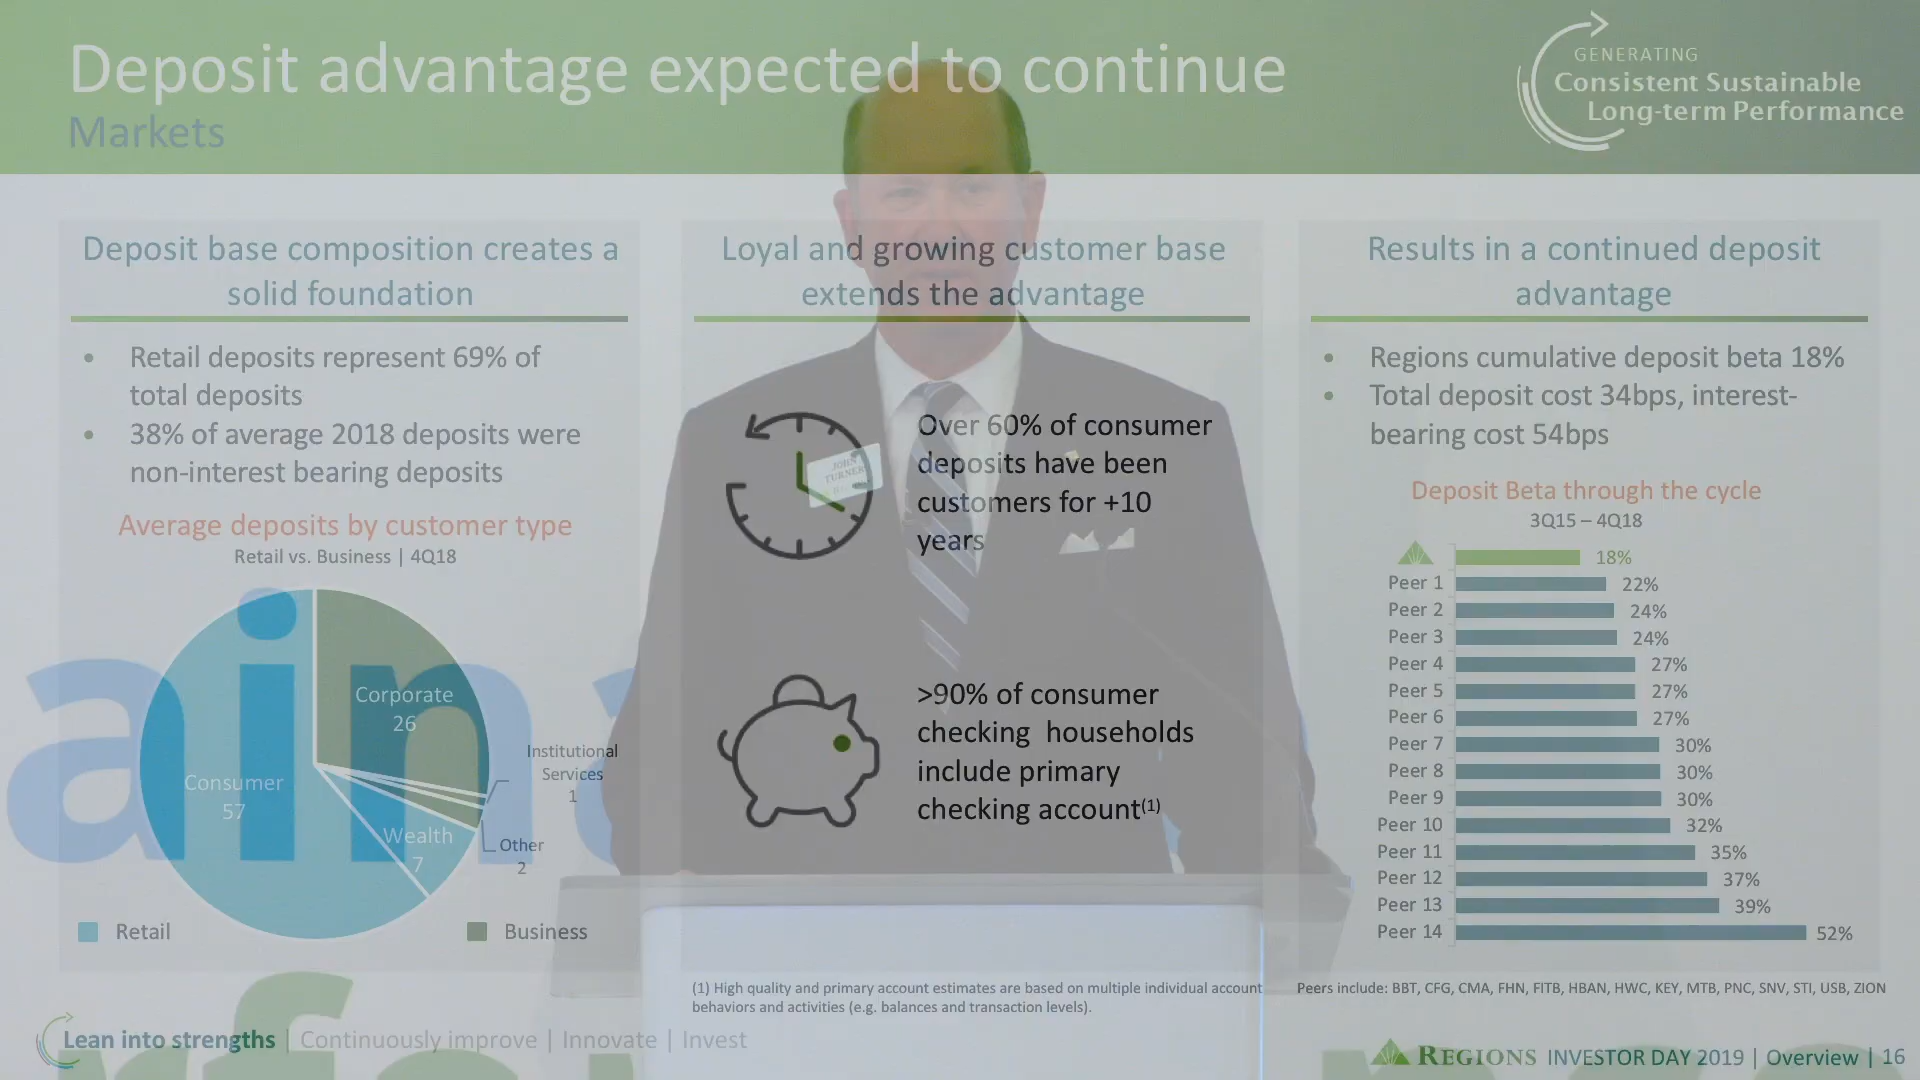 Deposit advantage expected to continue
Markets
GENERATING
Consistent Sustainable
Long-term Performance
Deposit base composition creates a
solid foundation
• Retail deposits represent 69% of
total deposits
• 38% of average 2018 deposits were
non-interest bearing deposits
Average deposits by customer type
Retail vs. Business | 4Q18
Corporate
26
Institutional
Services
1
Consumer
57
Wealth
7
Other
2
Retail
Business
Loyal and growing customer base
extends the advantage
JOHN
TURNER
Over 60% of consumer
deposits have been
customers for +10
years
>90% of consumer
checking households
include primary
checking account(1)
(1) High quality and primary account estimates are based on multiple individual account
behaviors and activities (e.g. balances and transaction levels).
Results in a continued deposit
advantage
• Regions cumulative deposit beta 18%
• Total deposit cost 34bps, interest-
bearing cost 54bps
Deposit Beta through the cycle
3Q15 – 4Q18
18%
Peer 1 22%
Peer 2 24%
Peer 3 24%
Peer 4 27%
Peer 5 27%
Peer 6 27%
Peer 7 30%
Peer 8 30%
Peer 9 30%
Peer 10 32%
Peer 11 35%
Peer 12 37%
Peer 13 39%
Peer 14 52%
Peers include: BBT, CFG, CMA, FHN, FITB, HBAN, HWC, KEY, MTB, PNC, SNV, STI, USB, ZION
Lean into strengths | Continuously improve | Innovate | Invest
REGIONS INVESTOR DAY 2019 | Overview | 16
aina